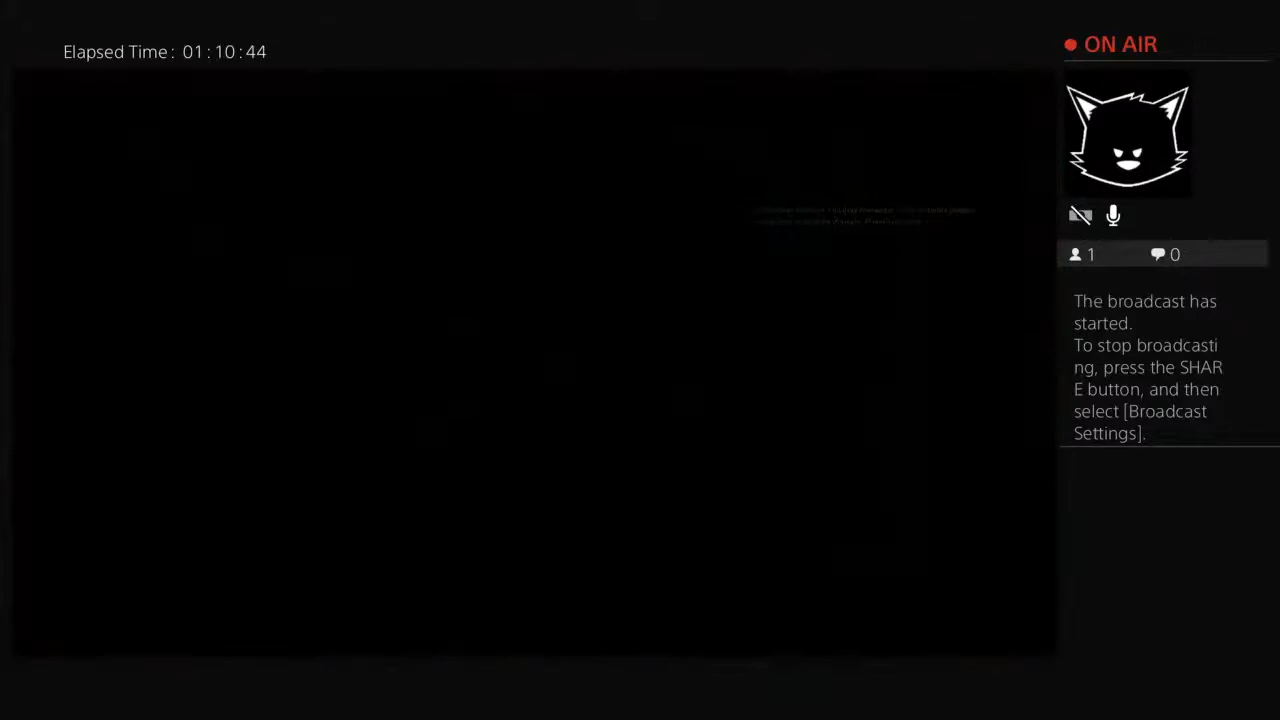 Elapsed Time: 01:10:44
ON AIR
1 0
The broadcast has
started.
To stop broadcasti
ng, press the SHAR
E button, and then
select [Broadcast
Settings].